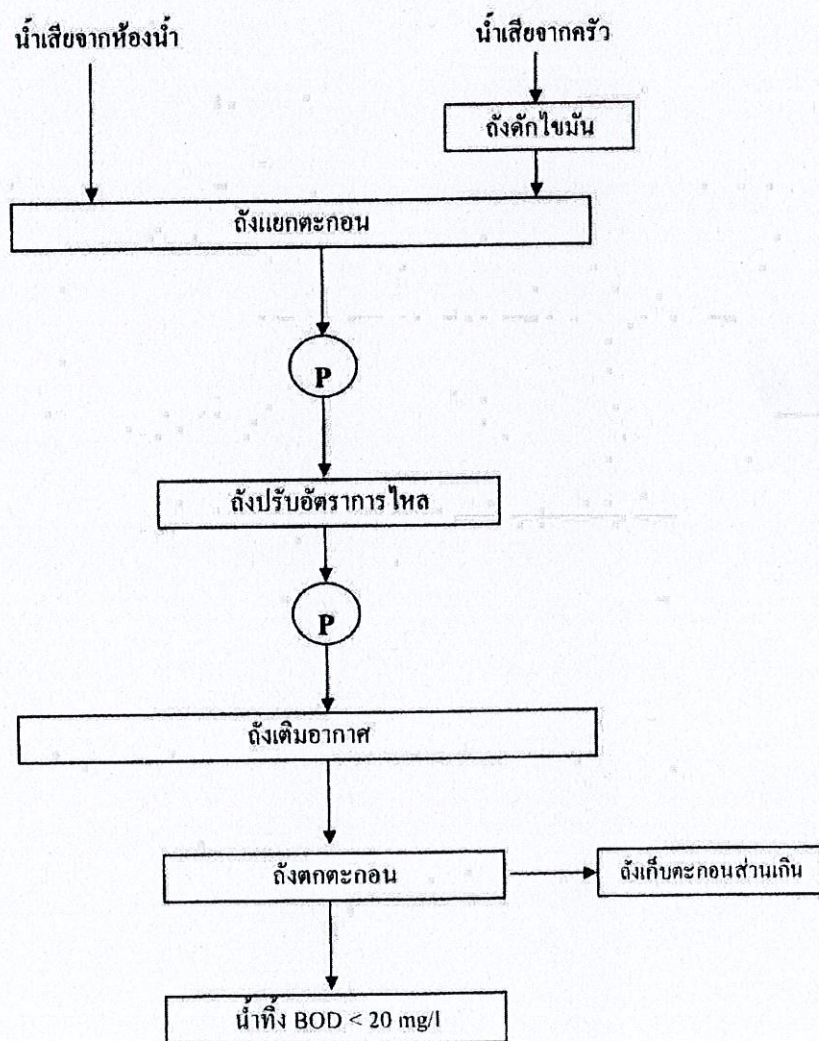 น้ำเสียจากห้องน้ำ
น้ำเสียจากครัว
ถังดักไขมัน
ถังแยกตะกอน
P
ถังปรับอัตราการไหล
P
ถังเติมอากาศ
ถังตกตะกอน
ถังเก็บตะกอนส่วนเกิน
น้ำทิ้ง BOD < 20 mg/l